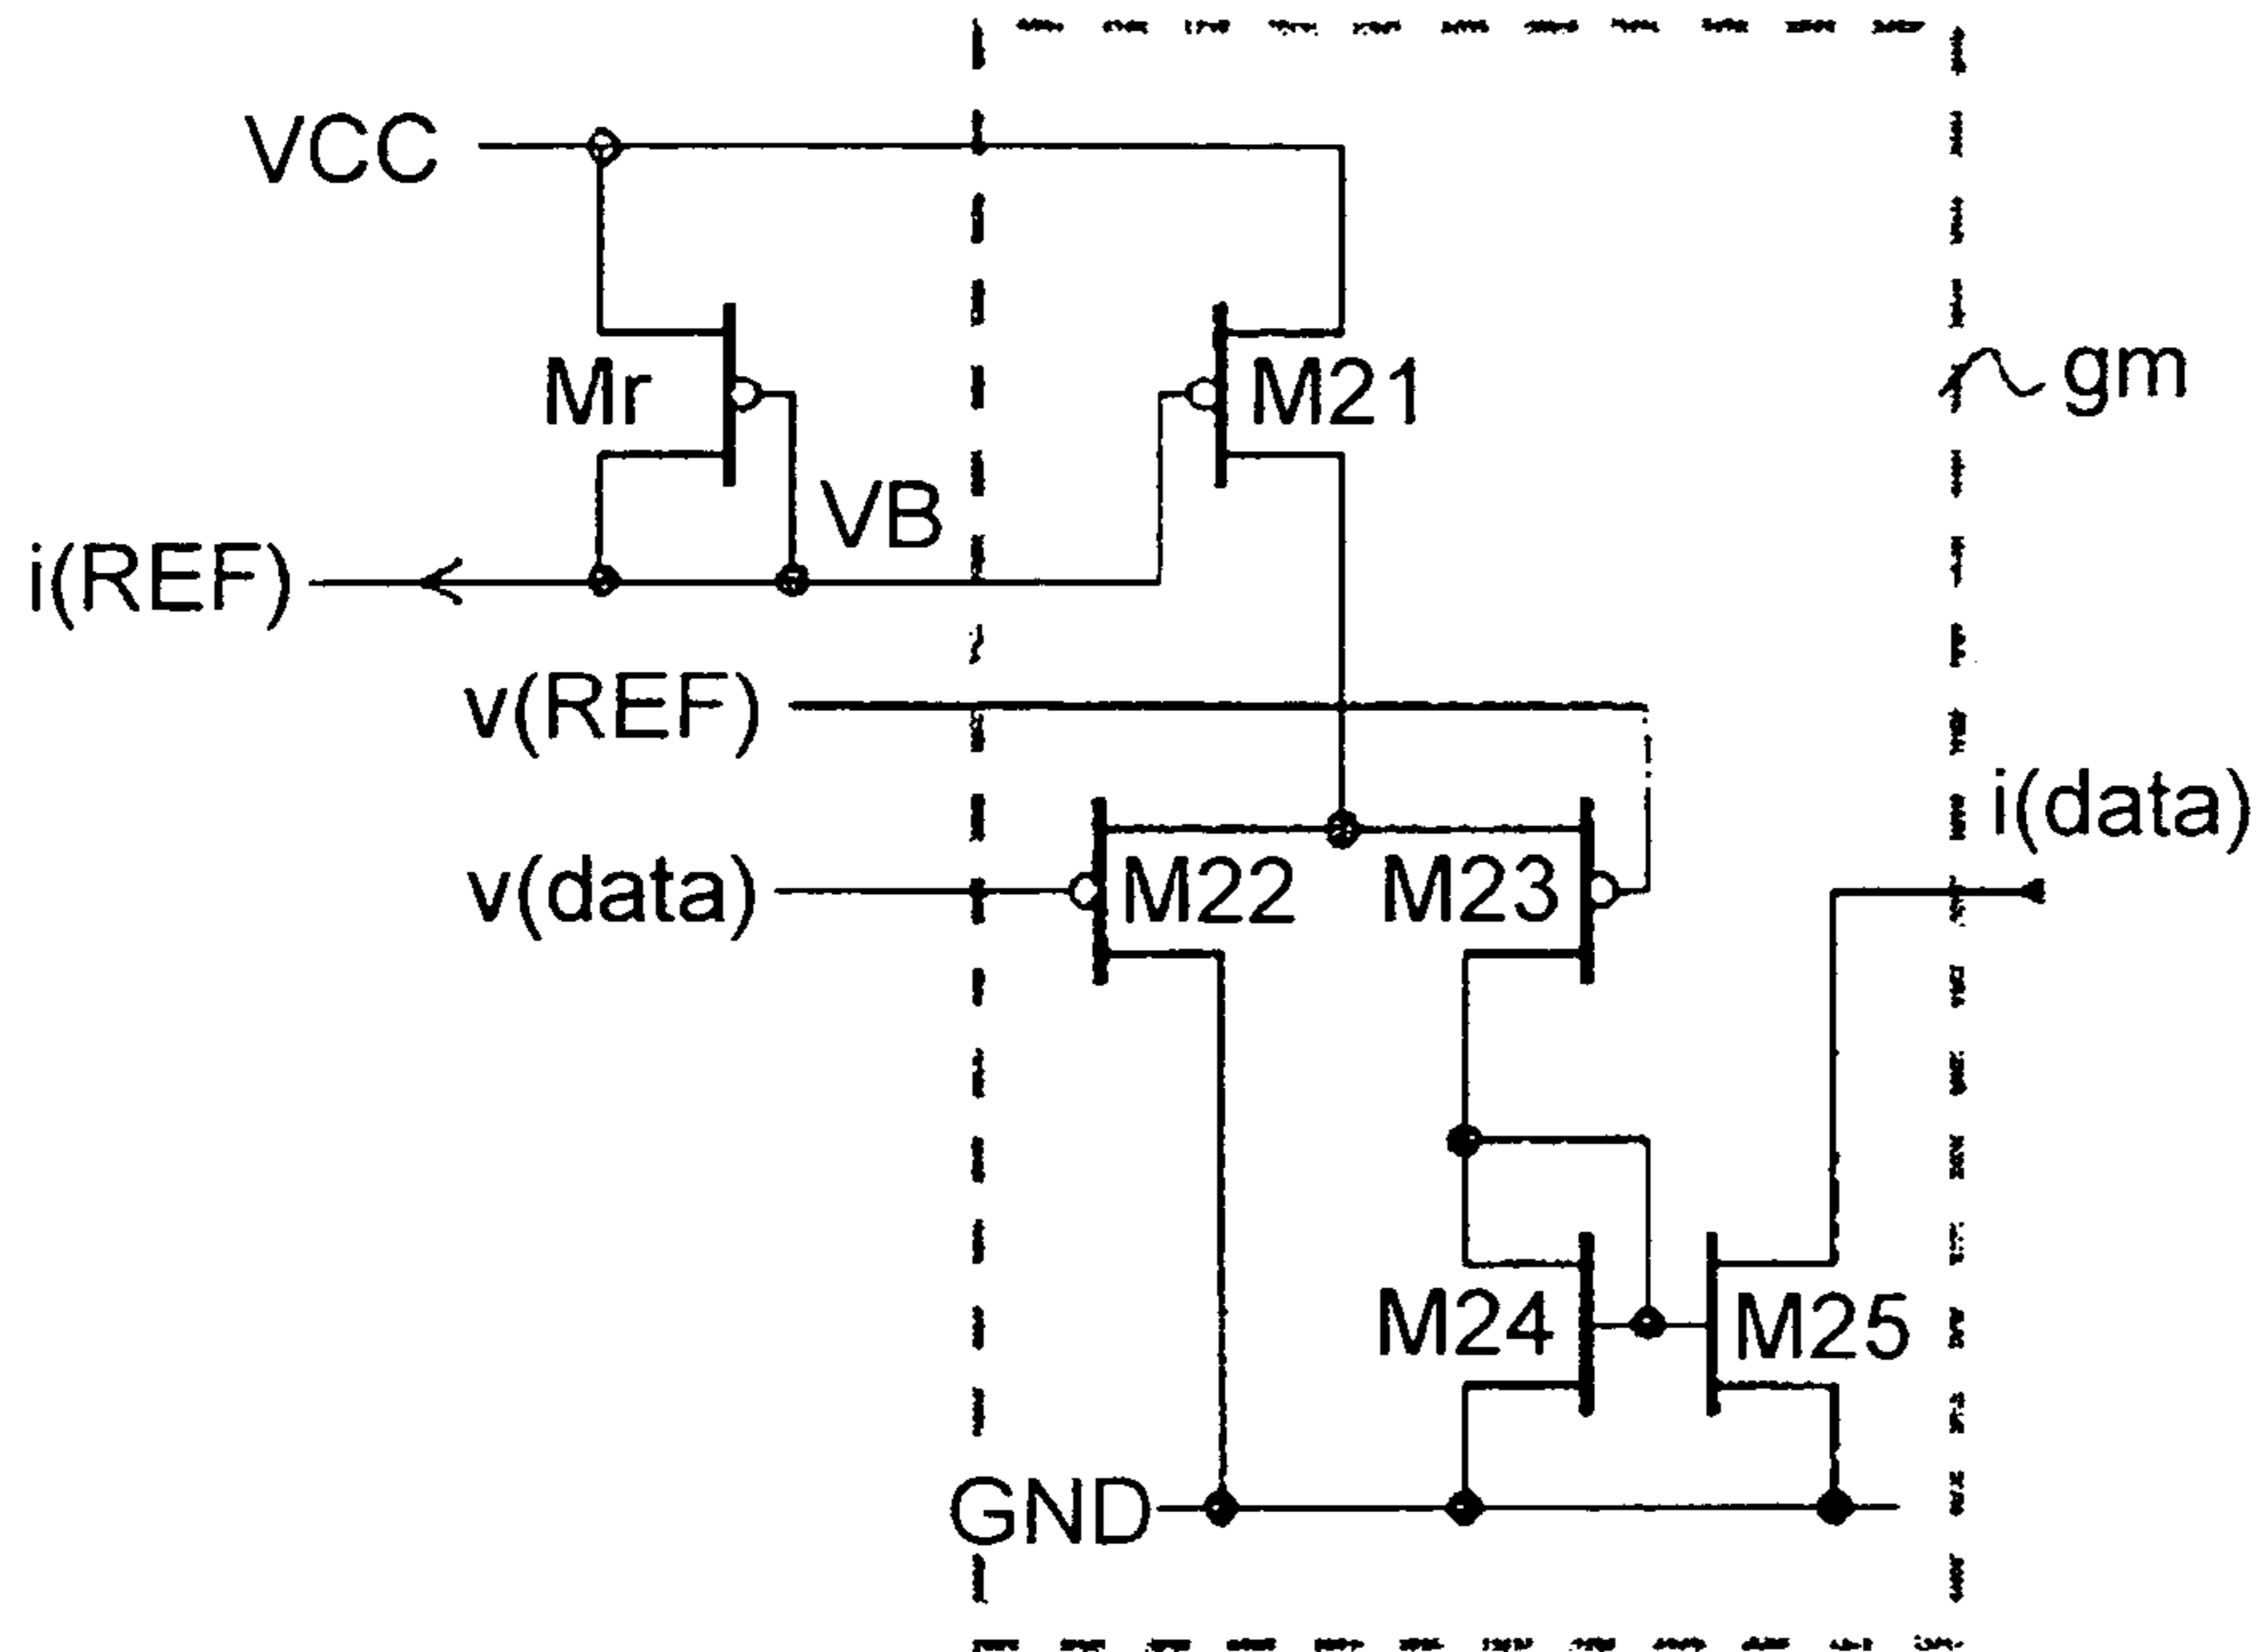 VCC
Mr
M21
gm
VB
i(REF)
v(REF)
i(data)
v(data)
M22
M23
M24
M25
GND